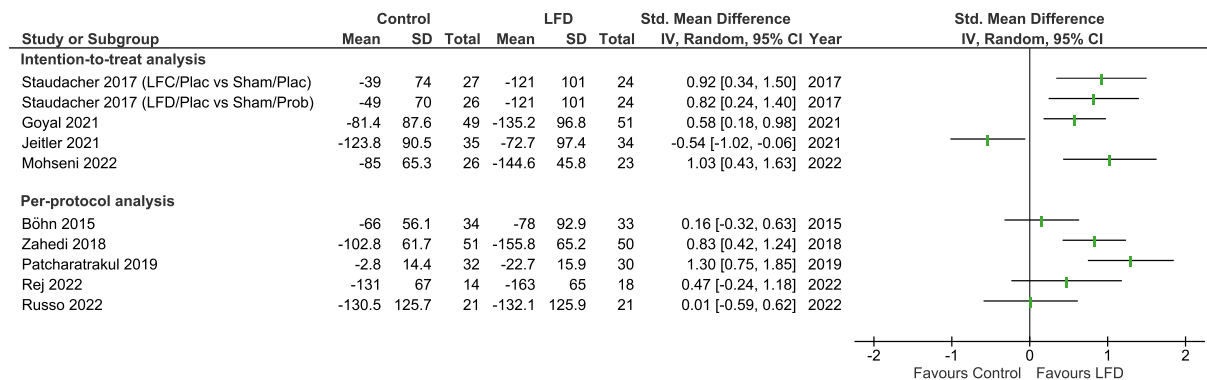 Control LFD Std. Mean Difference Std. Mean Difference
Study or Subgroup Mean SD Total Mean SD Total IV, Random, 95% CI Year IV, Random, 95% CI
Intention-to-treat analysis
Staudacher 2017 (LFC/Plac vs Sham/Plac) -39 74 27 -121 101 24 0.92 [0.34, 1.50] 2017
Staudacher 2017 (LFD/Plac vs Sham/Prob) -49 70 26 -121 101 24 0.82 [0.24, 1.40] 2017
Goyal 2021 -81.4 87.6 49 -135.2 96.8 51 0.58 [0.18, 0.98] 2021
Jeitler 2021 -123.8 90.5 35 -72.7 97.4 34 -0.54 [-1.02, -0.06] 2021
Mohseni 2022 -85 65.3 26 -144.6 45.8 23 1.03 [0.43, 1.63] 2022
Per-protocol analysis
Böhn 2015 -66 56.1 34 -78 92.9 33 0.16 [-0.32, 0.63] 2015
Zahedi 2018 -102.8 61.7 51 -155.8 65.2 50 0.83 [0.42, 1.24] 2018
Patcharatrakul 2019 -2.8 14.4 32 -22.7 15.9 30 1.30 [0.75, 1.85] 2019
Rej 2022 -131 67 14 -163 65 18 0.47 [-0.24, 1.18] 2022
Russo 2022 -130.5 125.7 21 -132.1 125.9 21 0.01 [-0.59, 0.62] 2022
-2 -1 0 1 2
Favours Control Favours LFD